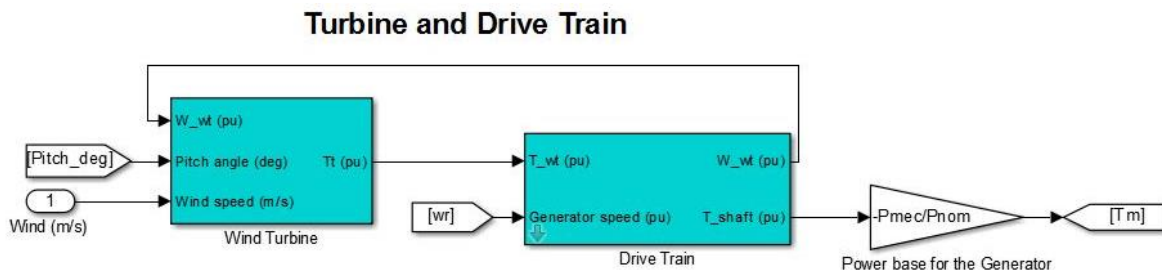 Turbine and Drive Train
W_wt (pu)
[Pitch_deg]
Pitch angle (deg)
Tt (pu)
1
Wind speed (m/s)
Wind (m/s)
Wind Turbine
T_wt (pu)
W_wt (pu)
[wr]
Generator speed (pu)
T_shaft (pu)
Drive Train
-Pmec/Pnom
[Tm]
Power base for the Generator